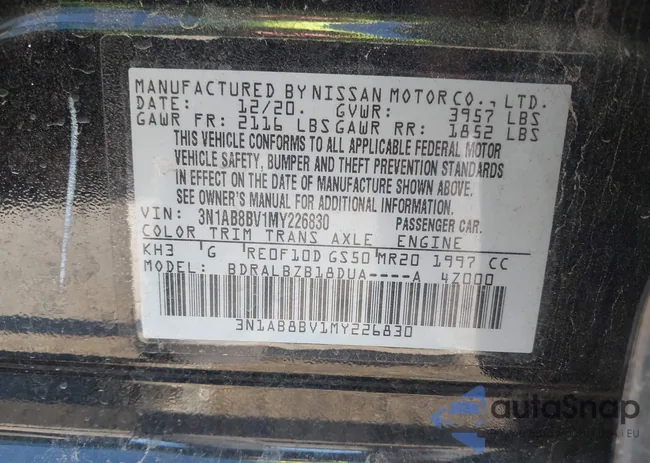 MANUFACTURED BY NISSAN MOTOR CO., LTD.
DATE: 12/20. GVWR: 3957 LBS
GAWR FR: 2116 LBS GAWR RR: 1852 LBS
THIS VEHICLE CONFORMS TO ALL APPLICABLE FEDERAL MOTOR
VEHICLE SAFETY, BUMPER AND THEFT PREVENTION STANDARDS
IN EFFECT ON THE DATE OF MANUFACTURE SHOWN ABOVE.
SEE OWNER'S MANUAL FOR ADDITIONAL INFORMATION.
VIN: 3N1AB8BV1MY226830 PASSENGER CAR.
COLOR TRIM TRANS AXLE ENGINE
KH3 G RE0F10D GS50 MR20 1997 CC
MODEL: BDRALBZB18DUA----A 4Z000
3N1AB8BV1MY226830
autoSnap
EU